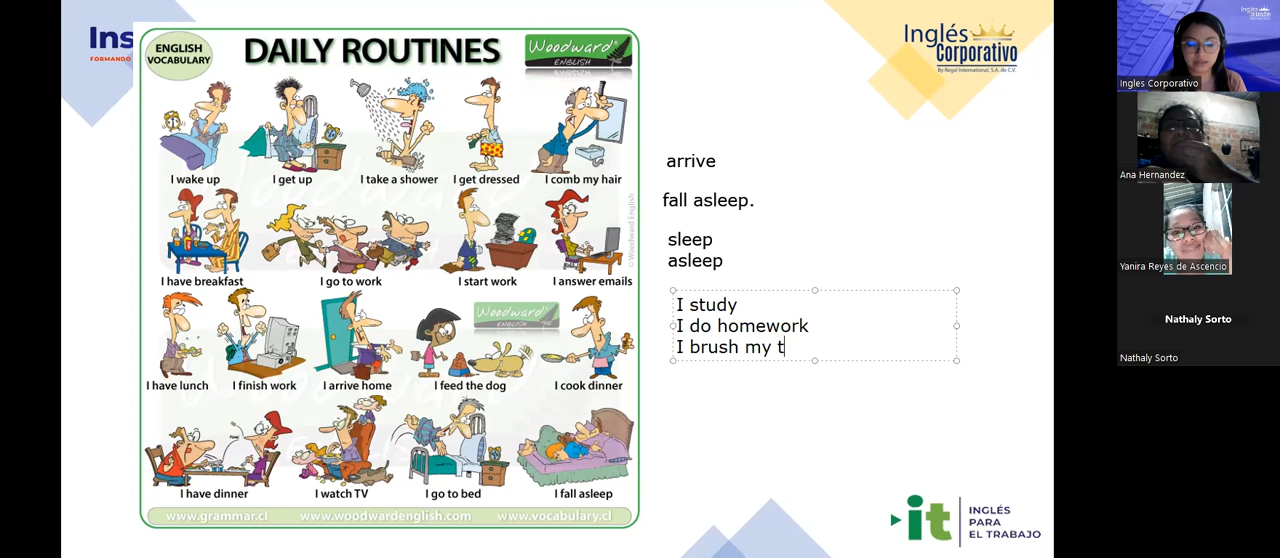 Ins
FORMANDO
ENGLISH
VOCABULARY
DAILY ROUTINES
Woodward®
ENGLISH
I wake up
I get up
I take a shower
I get dressed
I comb my hair
I have breakfast
I go to work
I start work
I answer emails
I have lunch
I finish work
I arrive home
I feed the dog
I cook dinner
Woodward
ENGLISH
I have dinner
I watch TV
I go to bed
I fall asleep
© Woodward English
www.grammar.cl
www.woodwardenglish.com
www.vocabulary.cl
Inglés
Corporativo
By Regal International, S.A. de C.V.
arrive
fall asleep.
sleep
asleep
I study
I do homework
I brush my t
it
INGLÉS
PARA
EL TRABAJO
Ingles Corporativo
Ana Hernandez
Yanira Reyes de Ascencio
Nathaly Sorto
Nathaly Sorto